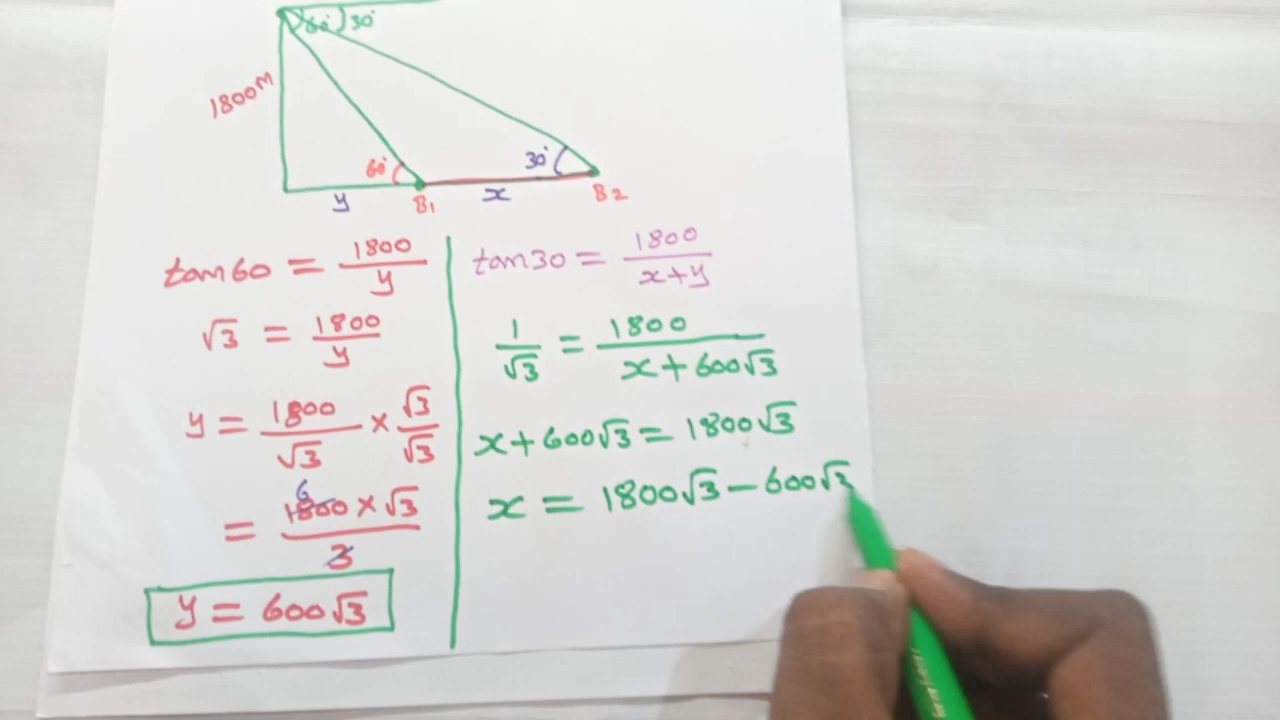 60° 30°
1800M
60° 30°
y B1 x B2
tan60 = 1800/y
√3 = 1800/y
y = 1800/√3 × √3/√3
= 1800 × √3/3
6
y = 600√3
tan30 = 1800/x+y
1/√3 = 1800/x+600√3
x+600√3 = 1800√3
x = 1800√3 − 600√3